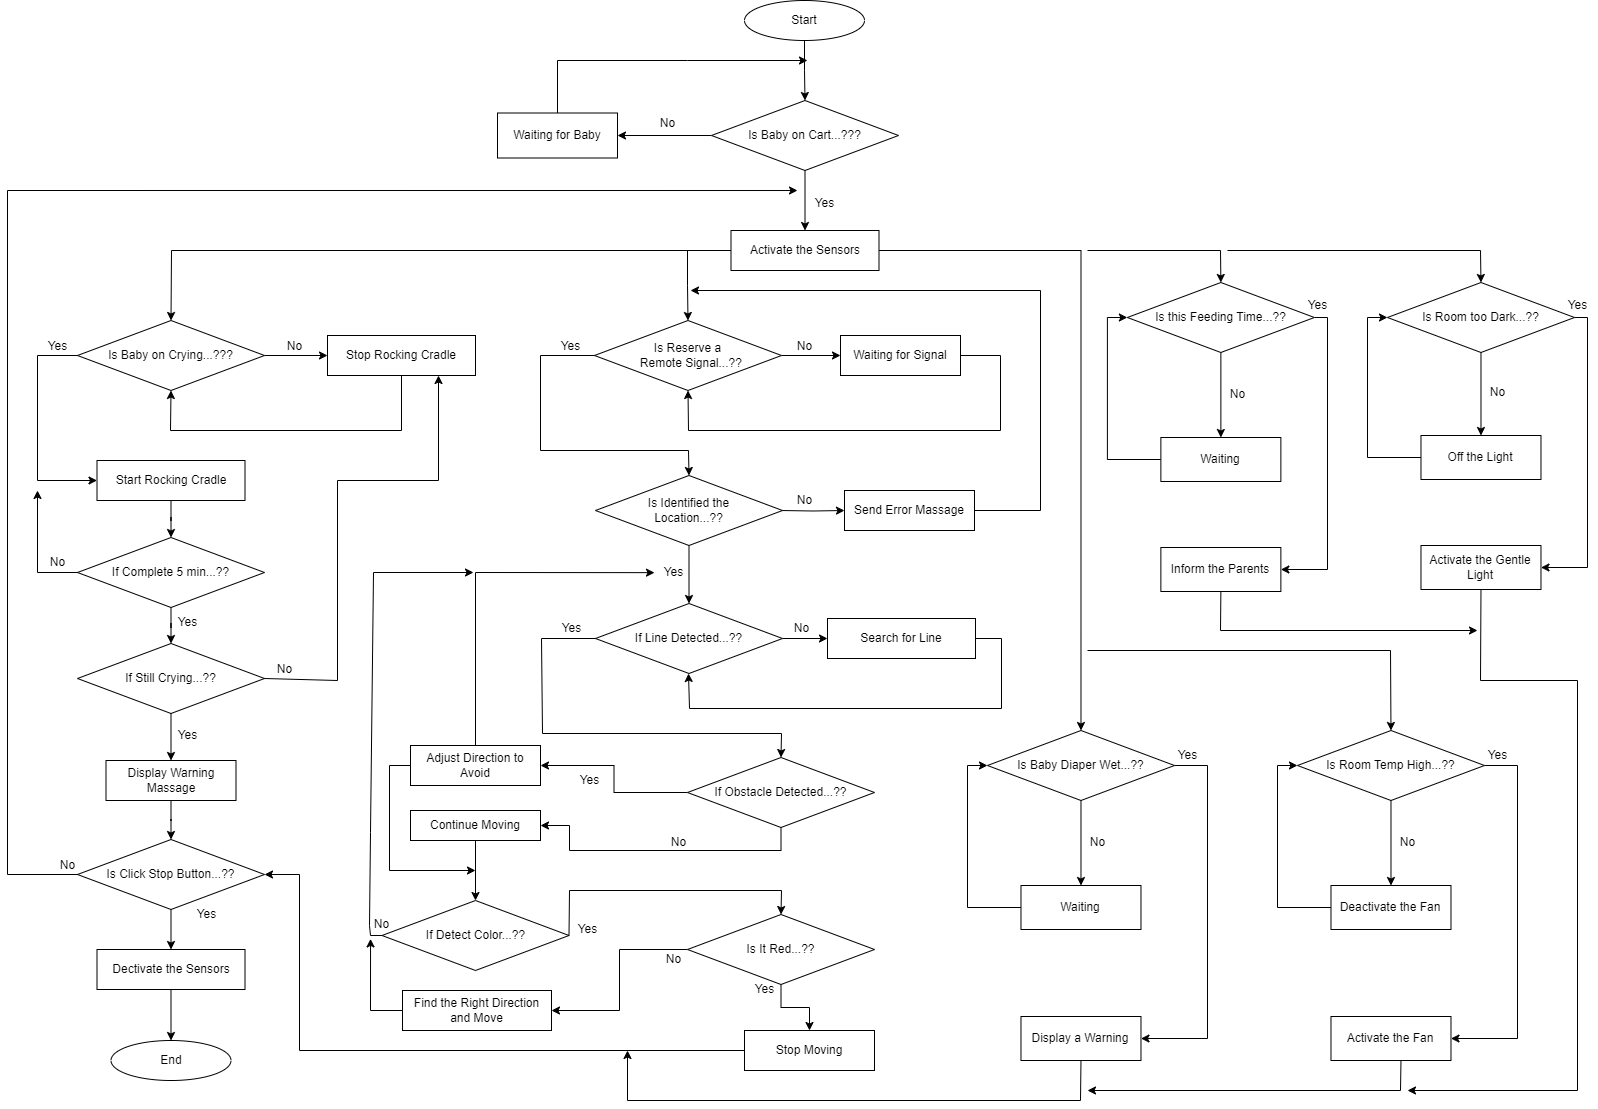 Start
No
Waiting for Baby
Is Baby on Cart...???
Yes
Activate the Sensors
Yes
Is Baby on Crying...???
No
Stop Rocking Cradle
Yes
Is Reserve a
Remote Signal...??
No
Waiting for Signal
Is this Feeding Time...??
Yes
Is Room too Dark...??
Yes
No
No
Waiting
Off the Light
Start Rocking Cradle
Is Identified the
Location...??
No
Send Error Massage
No
If Complete 5 min...??
Yes
Inform the Parents
Activate the Gentle
Light
Yes
Yes
If Line Detected...??
No
Search for Line
If Still Crying...??
No
Yes
Display Warning
Massage
Adjust Direction to
Avoid
Yes
If Obstacle Detected...??
Is Baby Diaper Wet...??
Yes
Is Room Temp High...??
Yes
Continue Moving
No
No
No
No
Is Click Stop Button...??
Yes
Waiting
Deactivate the Fan
No
If Detect Color...??
Yes
Is It Red...??
No
Yes
Dectivate the Sensors
Find the Right Direction
and Move
Stop Moving
Display a Warning
Activate the Fan
End